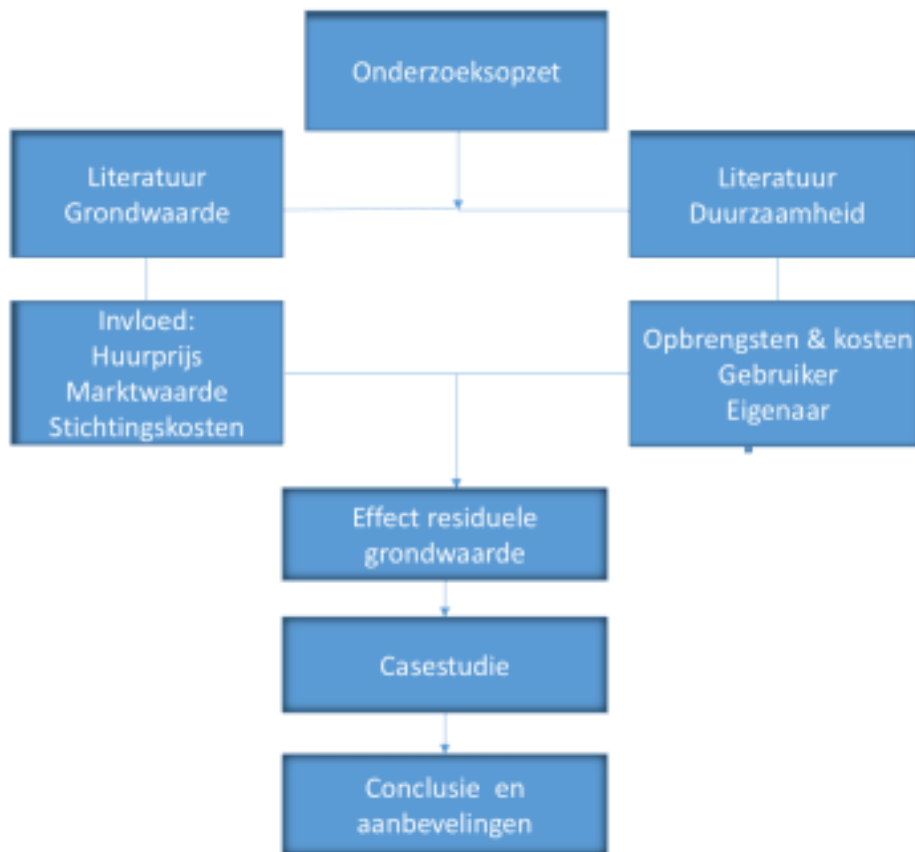 Onderzoeksopzet
Literatuur
Grondwaarde
Literatuur
Duurzaamheid
Invloed:
Huurprijs
Marktwaarde
Stichtingskosten
Opbrengsten & kosten
Gebruiker
Eigenaar
Effect residuele
grondwaarde
Casestudie
Conclusie en
aanbevelingen